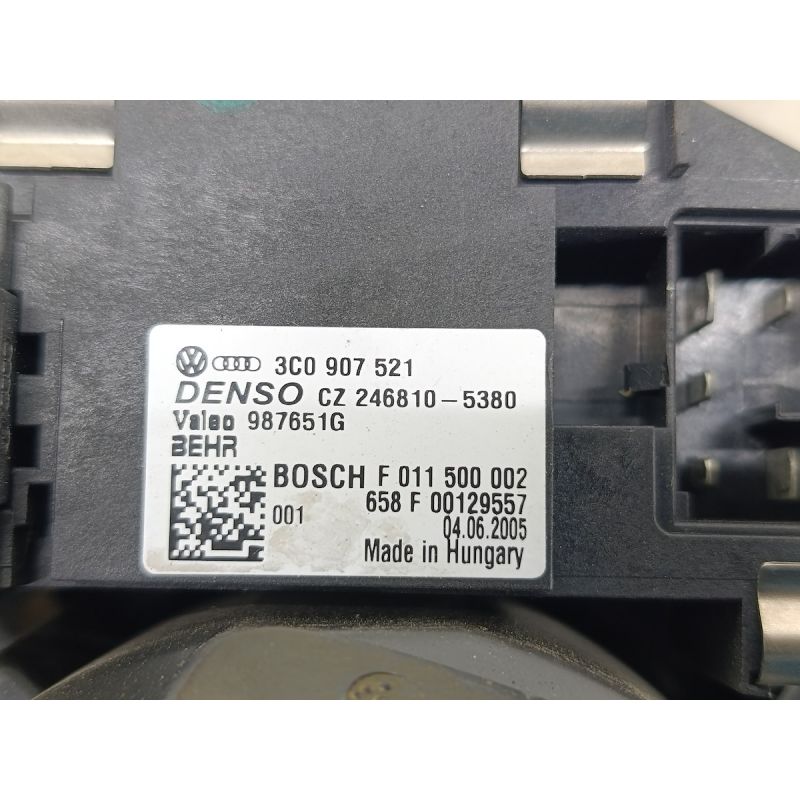 3C0 907 521
DENSO CZ 246810-5380
Valeo 987651G
BEHR
BOSCH F 011 500 002
658 F 00129557
001
04.06.2005
Made in Hungary